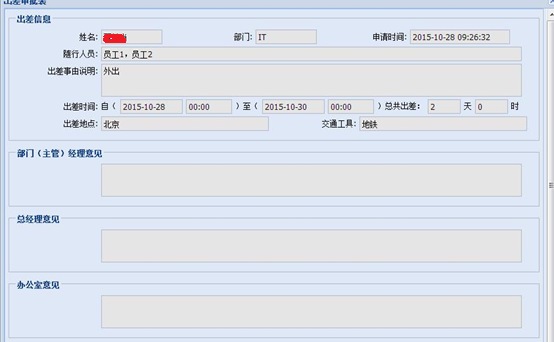 出差审批表
出差信息
姓名: 部门: IT 申请时间: 2015-10-28 09:26:32
随行人员: 员工1, 员工2
出差事由说明: 外出
出差时间: 自( 2015-10-28 00:00 )至( 2015-10-30 00:00 )总共出差: 2 天 0 时
出差地点: 北京 交通工具: 地铁
部门(主管)经理意见
总经理意见
办公室意见